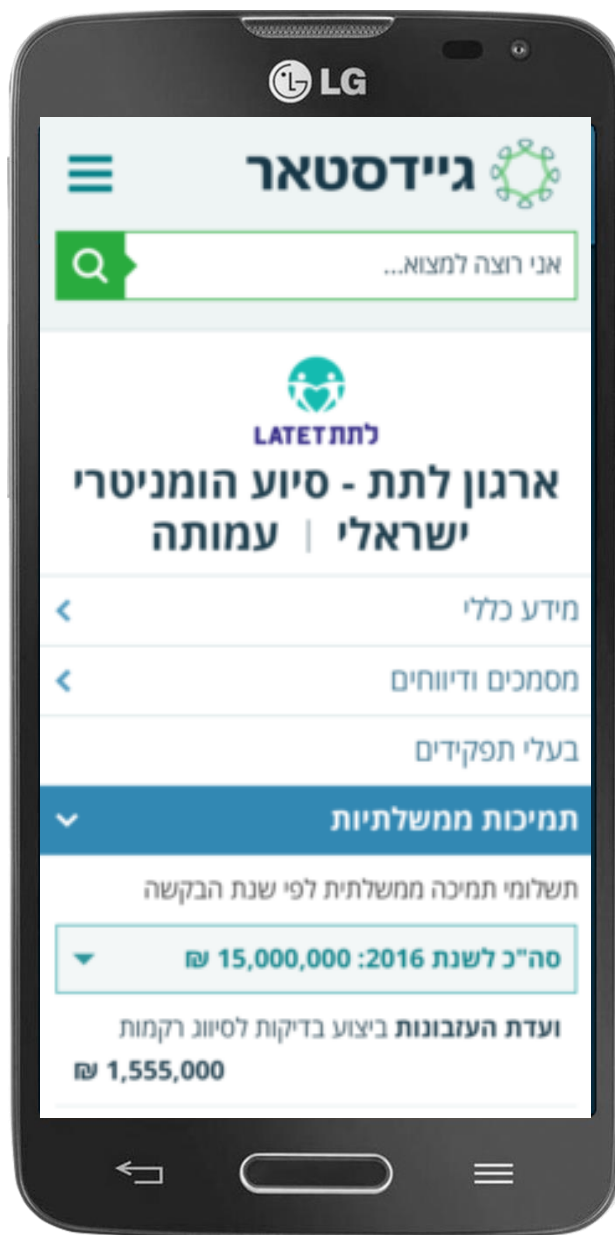 LG
גיידסטאר
אני רוצה למצוא...
לתת LATET
ארגון לתת - סיוע הומניטרי
ישראלי | עמותה
מידע כללי
מסמכים ודיווחים
בעלי תפקידים
תמיכות ממשלתיות
תשלומי תמיכה ממשלתית לפי שנת הבקשה
סה"כ לשנת 2016: 15,000,000 ₪
ועדת העזבונות ביצוע בדיקות לסיווג רקמות
1,555,000 ₪